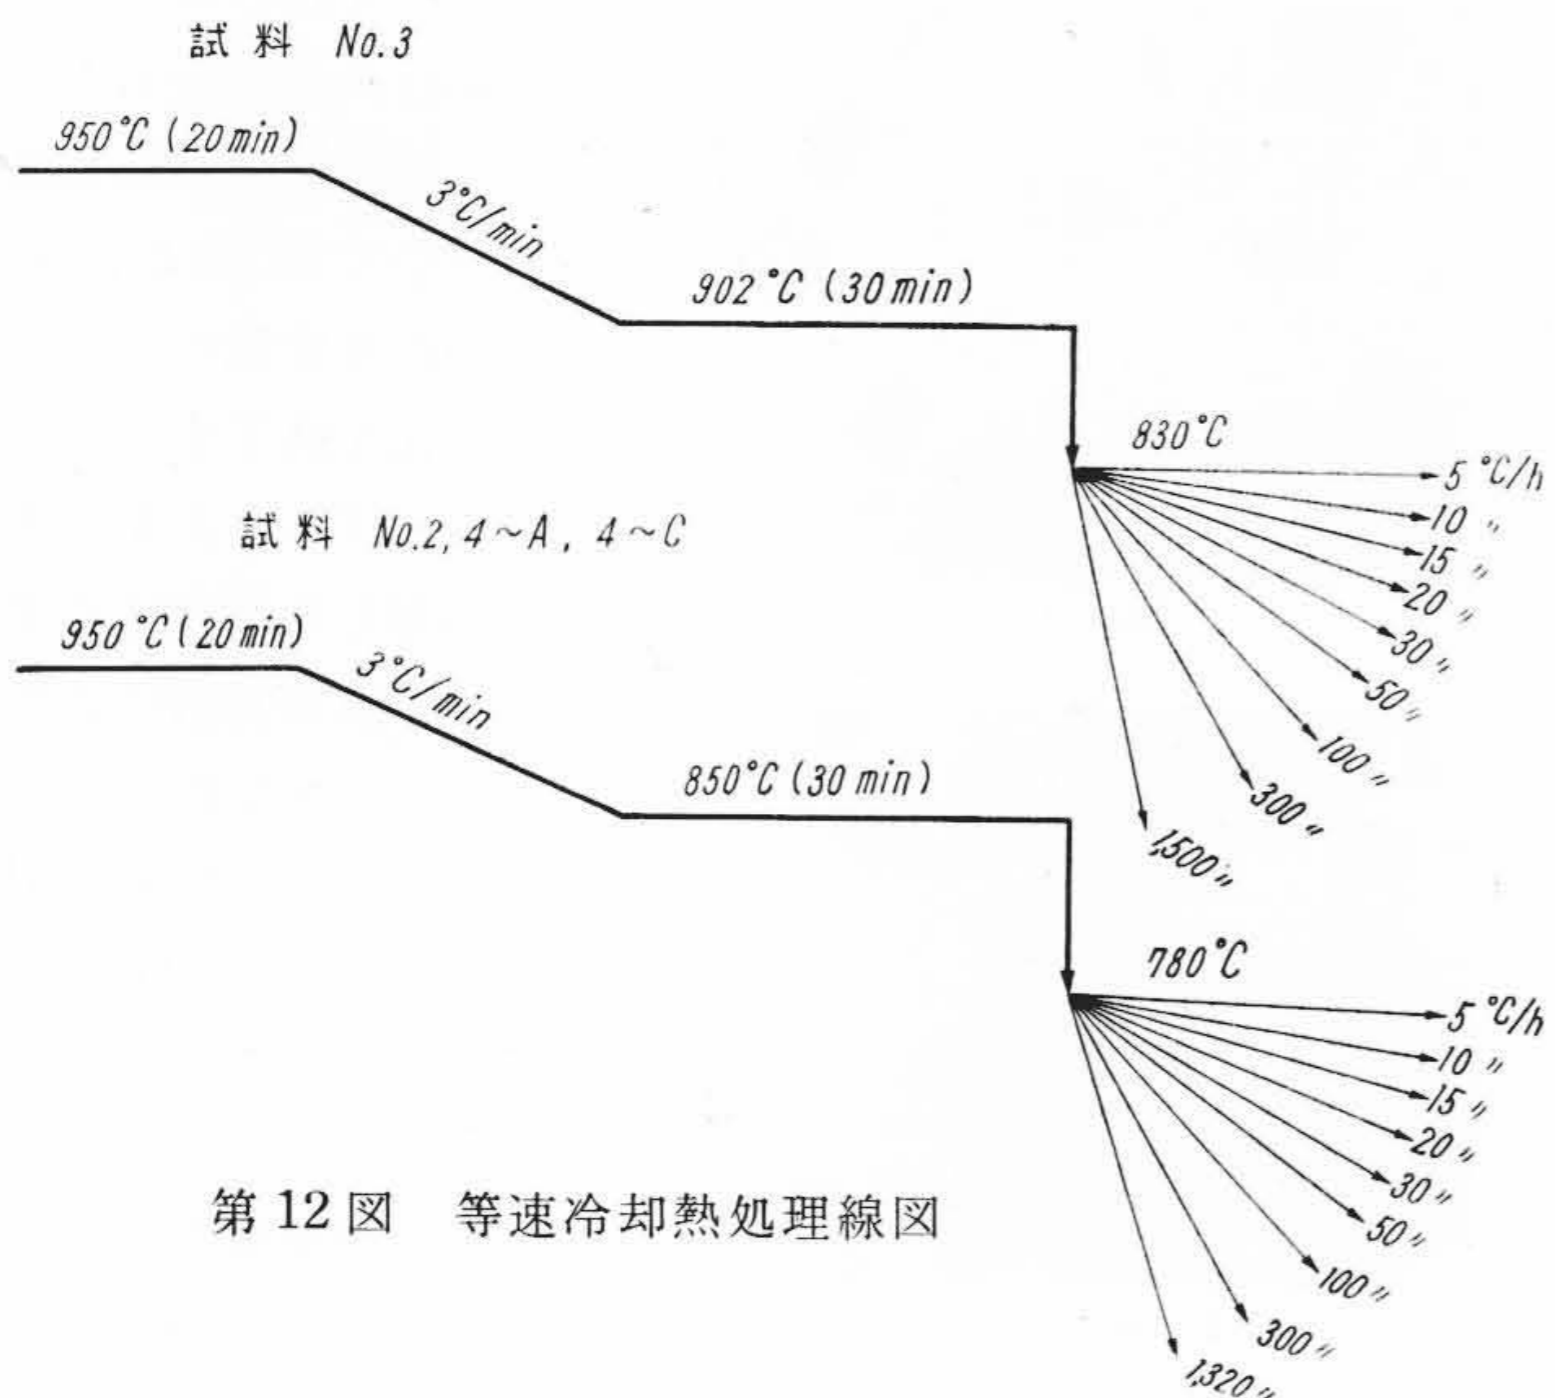 試料 No.3
950°C (20min)
3°C/min
902°C (30min)
830°C
5 °C/h
10 〃
15 〃
20 〃
30 〃
50 〃
100 〃
300 〃
1,500 〃
試料 No.2, 4~A, 4~C
950°C (20min)
3°C/min
850°C (30min)
780°C
5 °C/h
10 〃
15 〃
20 〃
30 〃
50 〃
100 〃
300 〃
1,320 〃
第12図 等速冷却熱処理線図